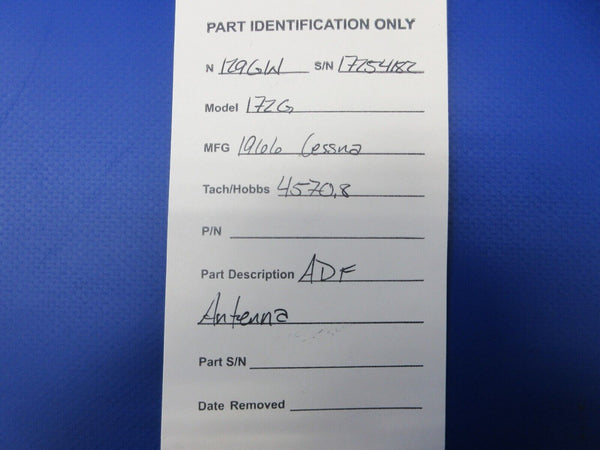 PART IDENTIFICATION ONLY
N 129GW S/N 17254182
Model 172G
MFG 1966 Cessna
Tach/Hobbs 4570.8
P/N
Part Description ADF
Antenna
Part S/N
Date Removed